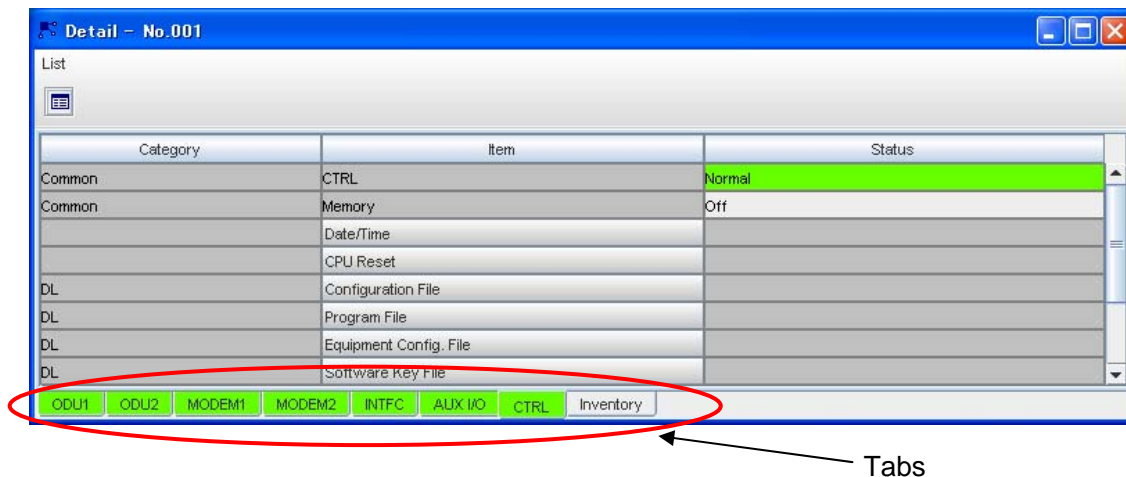 Detail – No.001
List
Category Item Status
Common CTRL Normal
Common Memory Off
Date/Time
CPU Reset
DL Configuration File
DL Program File
DL Equipment Config. File
DL Software Key File
ODU1 ODU2 MODEM1 MODEM2 INTFC AUX I/O CTRL Inventory
Tabs